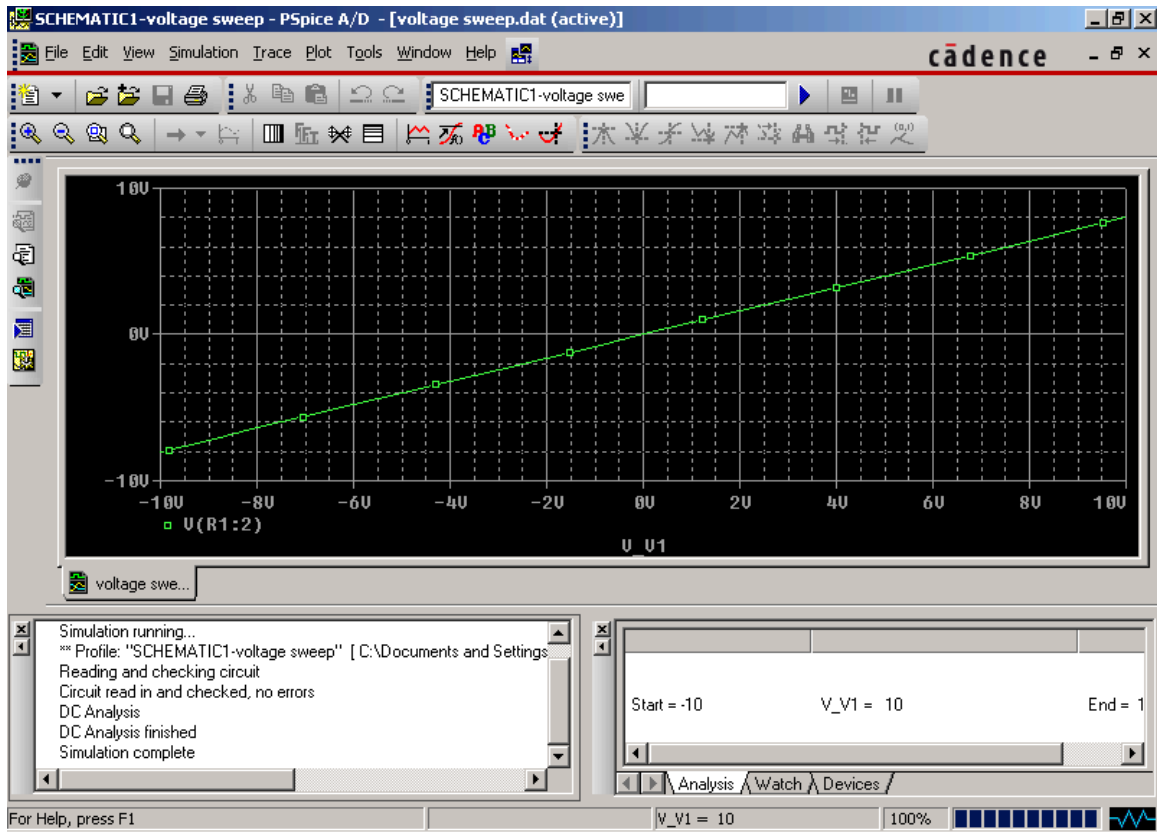 SCHEMATIC1-voltage sweep - PSpice A/D - [voltage sweep.dat (active)]
File Edit View Simulation Trace Plot Tools Window Help
cādence
SCHEMATIC1-voltage swe
10V
0V
-10V
-10V -8V -6V -4V -2V 0V 2V 4V 6V 8V 10V
V(R1:2)
V_V1
voltage swe...
Simulation running...
** Profile: "SCHEMATIC1-voltage sweep" [ C:\Documents and Settings
Reading and checking circuit
Circuit read in and checked, no errors
DC Analysis
DC Analysis finished
Simulation complete
Start = -10 V_V1 = 10 End = 1
Analysis Watch Devices
For Help, press F1 V_V1 = 10 100%